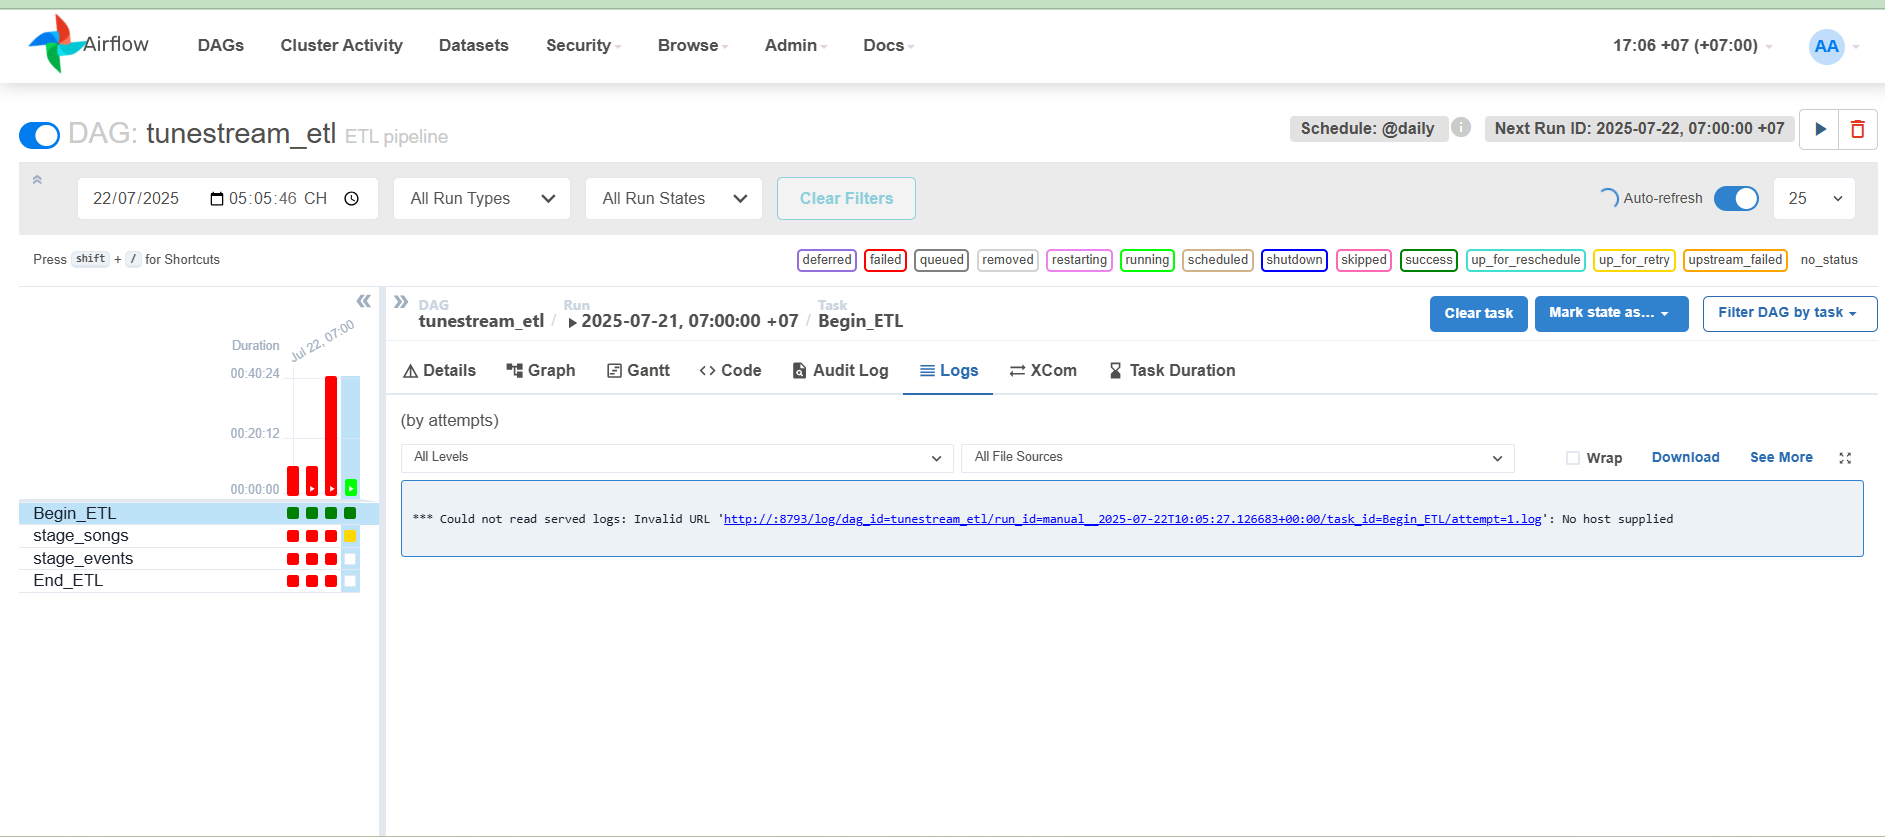 Airflow DAGs Cluster Activity Datasets Security Browse Admin Docs 17:06 +07 (+07:00) AA
DAG: tunestream_etl ETL pipeline Schedule: @daily i Next Run ID: 2025-07-22, 07:00:00 +07
22/07/2025 05:05:46 CH All Run Types All Run States Clear Filters Auto-refresh 25
Press shift + / for Shortcuts deferred failed queued removed restarting running scheduled shutdown skipped success up_for_reschedule up_for_retry upstream_failed no_status
DAG Run Task
tunestream_etl / 2025-07-21, 07:00:00 +07 / Begin_ETL Clear task Mark state as... Filter DAG by task
Duration Jul 22, 07:00
00:40:24
00:20:12
00:00:00
Begin_ETL
stage_songs
stage_events
End_ETL
Details Graph Gantt Code Audit Log Logs XCom Task Duration
(by attempts)
All Levels All File Sources Wrap Download See More
*** Could not read served logs: Invalid URL 'http://:8793/log/dag_id=tunestream_etl/run_id=manual__2025-07-22T10:05:27.126683+00:00/task_id=Begin_ETL/attempt=1.log': No host supplied